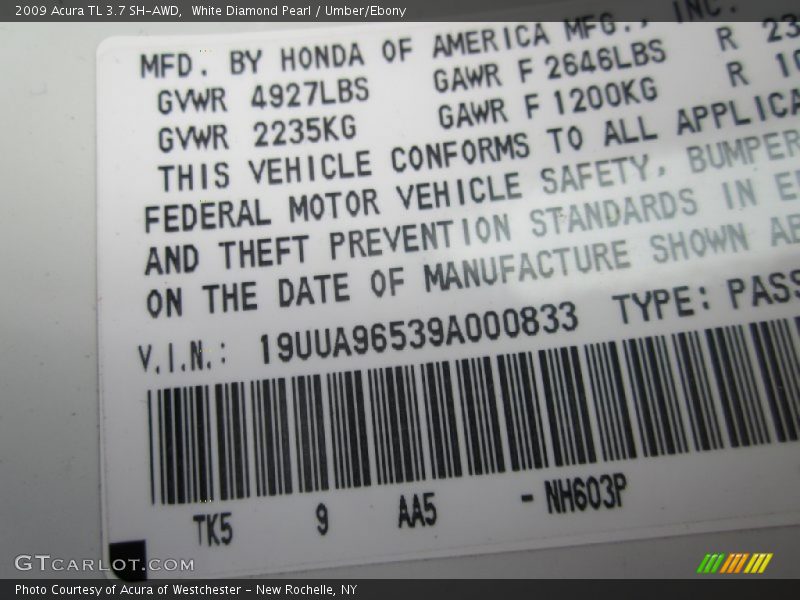 2009 Acura TL 3.7 SH-AWD,  White Diamond Pearl / Umber/Ebony
MFD. BY HONDA OF AMERICA MFG., INC.
GVWR 4927LBS GAWR F 2646LBS R 23
GVWR 2235KG GAWR F 1200KG R 10
THIS VEHICLE CONFORMS TO ALL APPLICA
FEDERAL MOTOR VEHICLE SAFETY, BUMPER
AND THEFT PREVENTION STANDARDS IN E
ON THE DATE OF MANUFACTURE SHOWN AB
V.I.N.: 19UUA96539A000833 TYPE: PASS
TK5 9 AA5 - NH603P
GTCARLOT.COM
Photo Courtesy of Acura of Westchester - New Rochelle, NY